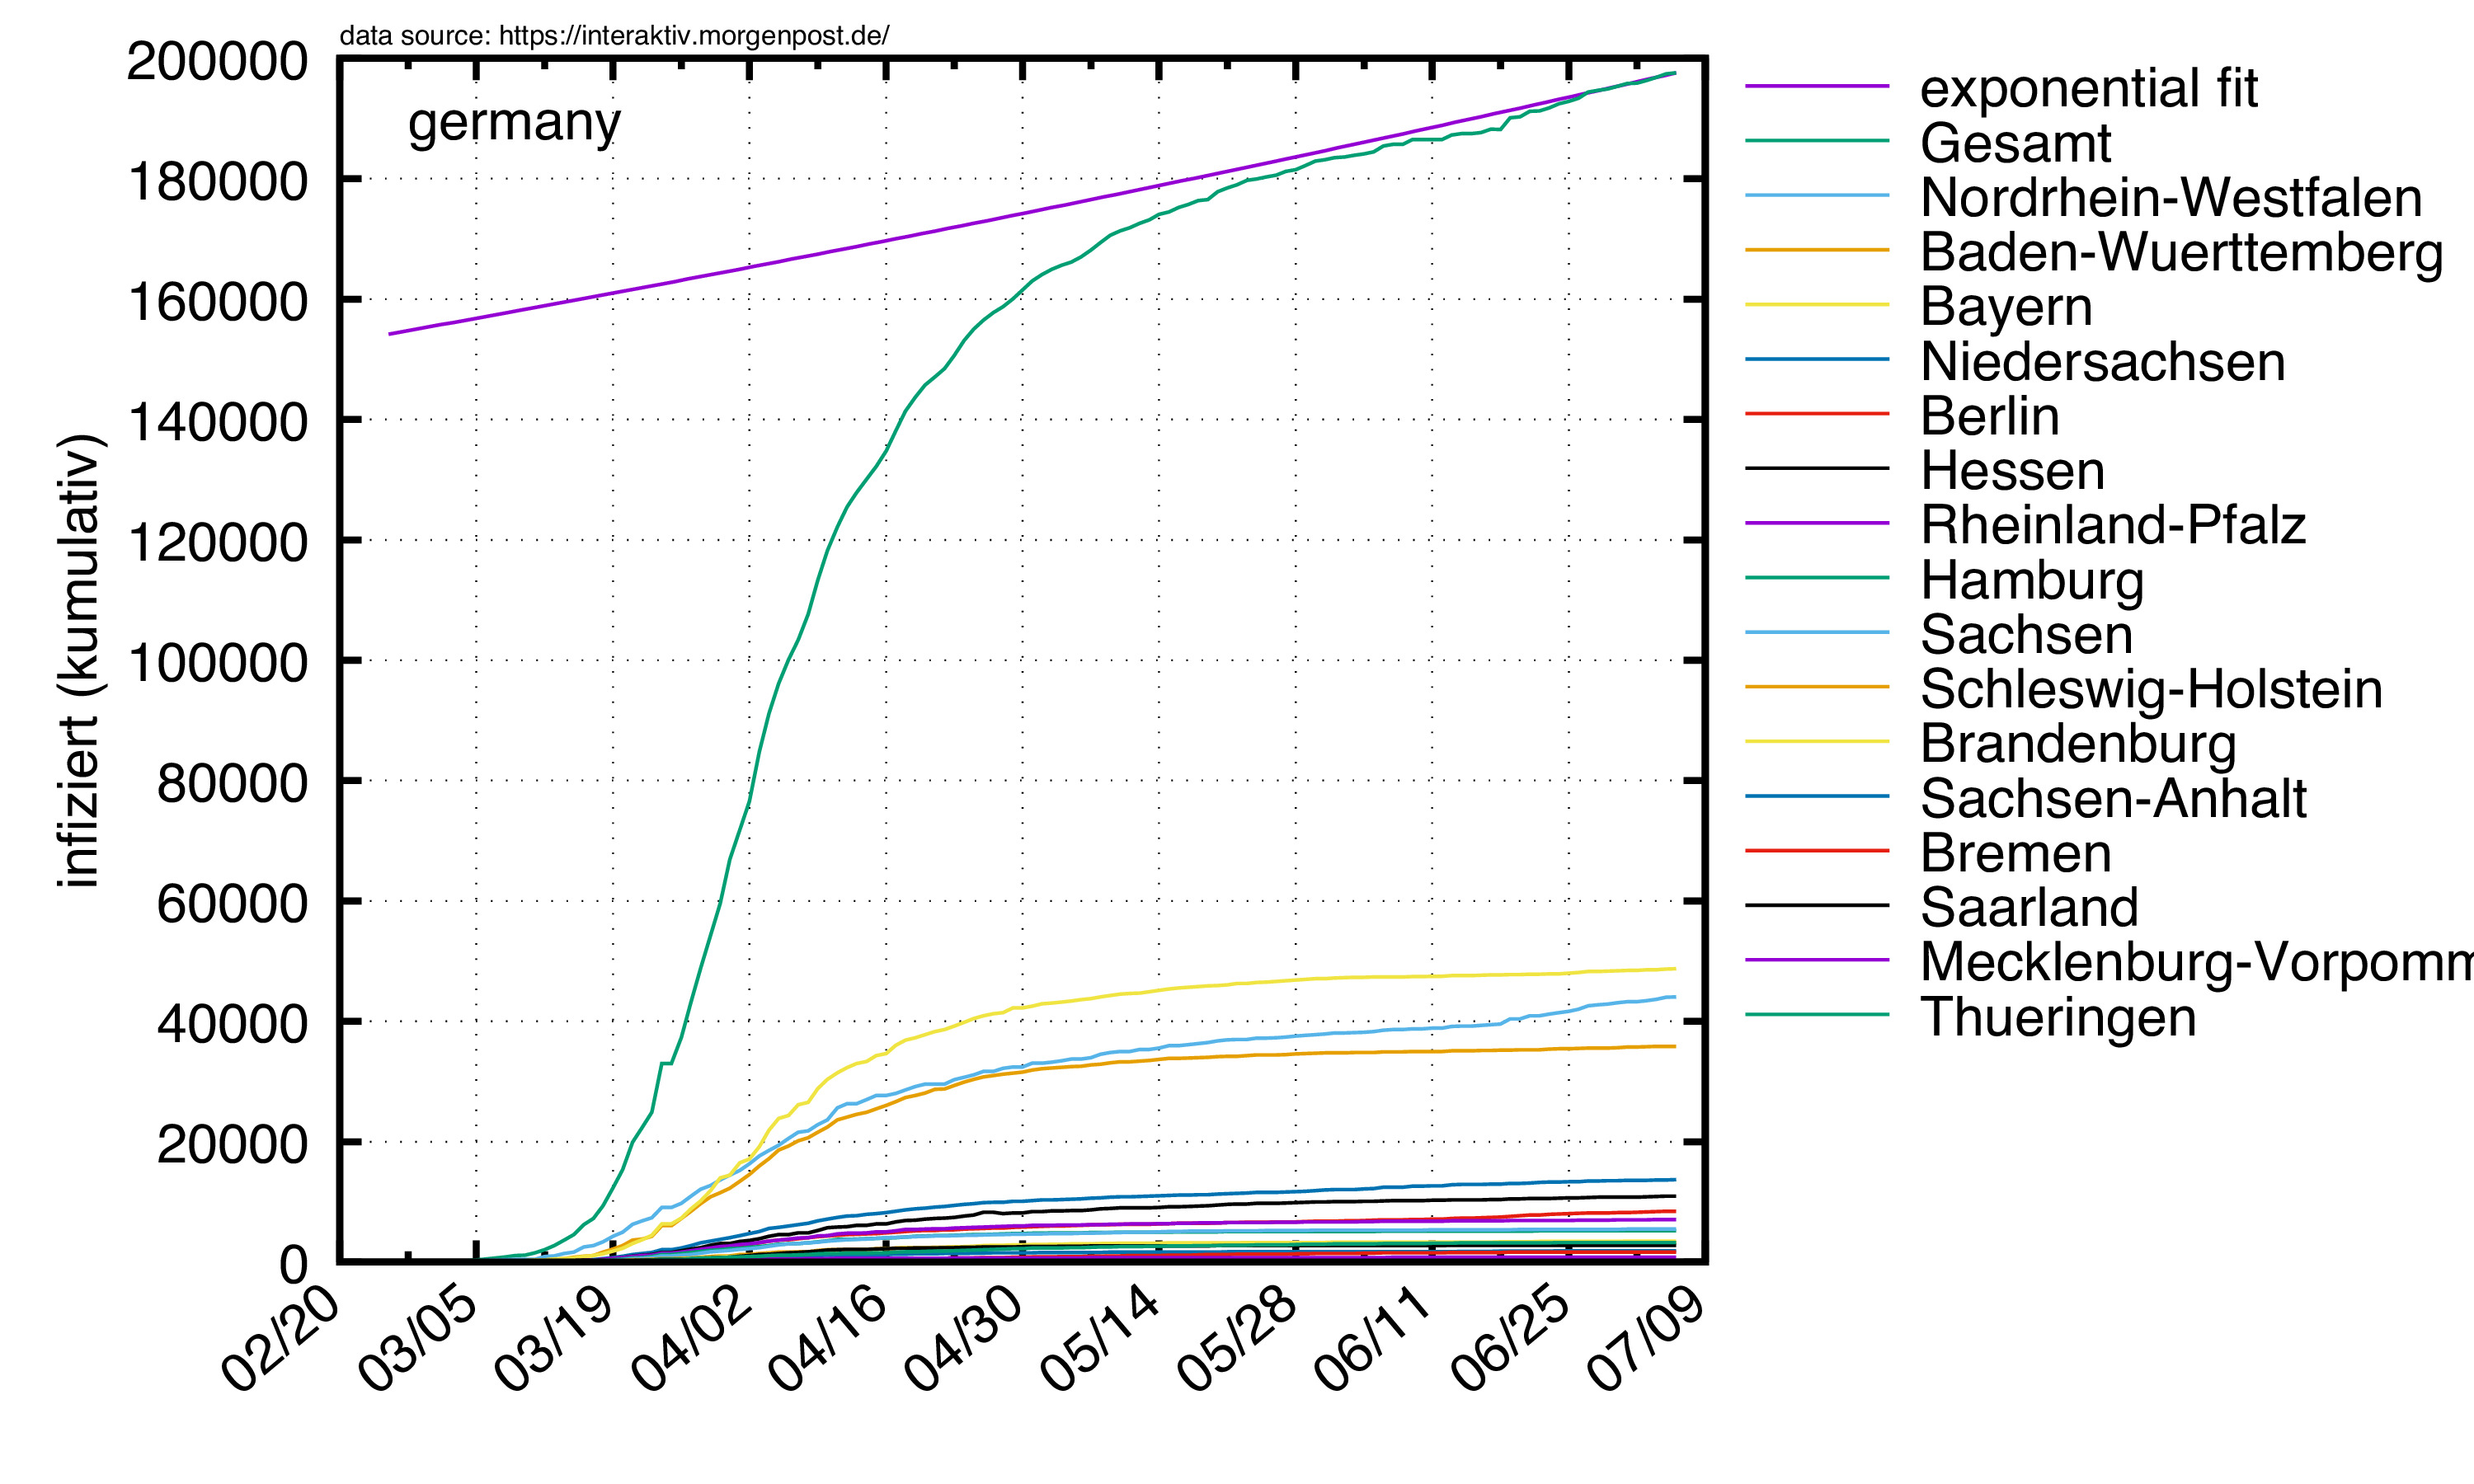 data source: https://interaktiv.morgenpost.de/
200000
germany
180000
160000
140000
120000
100000
80000
60000
40000
20000
0
infiziert (kumulativ)
02/20
03/05
03/19
04/02
04/16
04/30
05/14
05/28
06/11
06/25
07/09
exponential fit
Gesamt
Nordrhein-Westfalen
Baden-Wuerttemberg
Bayern
Niedersachsen
Berlin
Hessen
Rheinland-Pfalz
Hamburg
Sachsen
Schleswig-Holstein
Brandenburg
Sachsen-Anhalt
Bremen
Saarland
Mecklenburg-Vorpomm
Thueringen